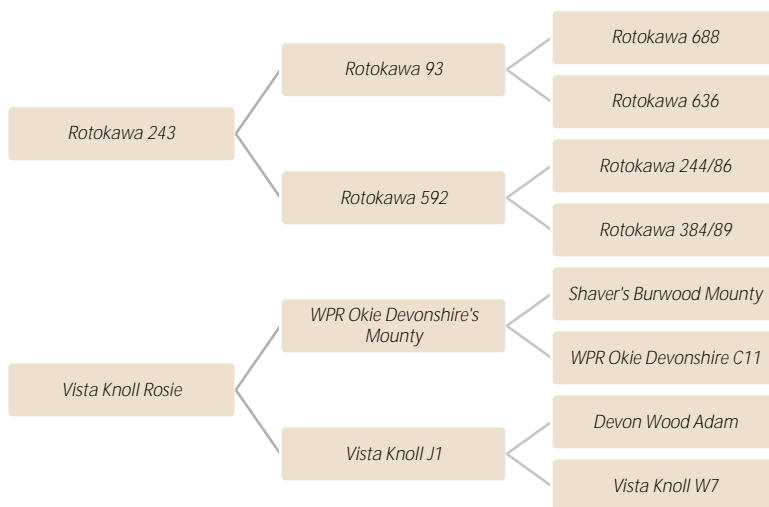 Rotokawa 688
Rotokawa 93
Rotokawa 636
Rotokawa 243
Rotokawa 244/86
Rotokawa 592
Rotokawa 384/89
Shaver's Burwood Mounty
WPR Okie Devonshire's
Mounty
WPR Okie Devonshire C11
Vista Knoll Rosie
Devon Wood Adam
Vista Knoll J1
Vista Knoll W7